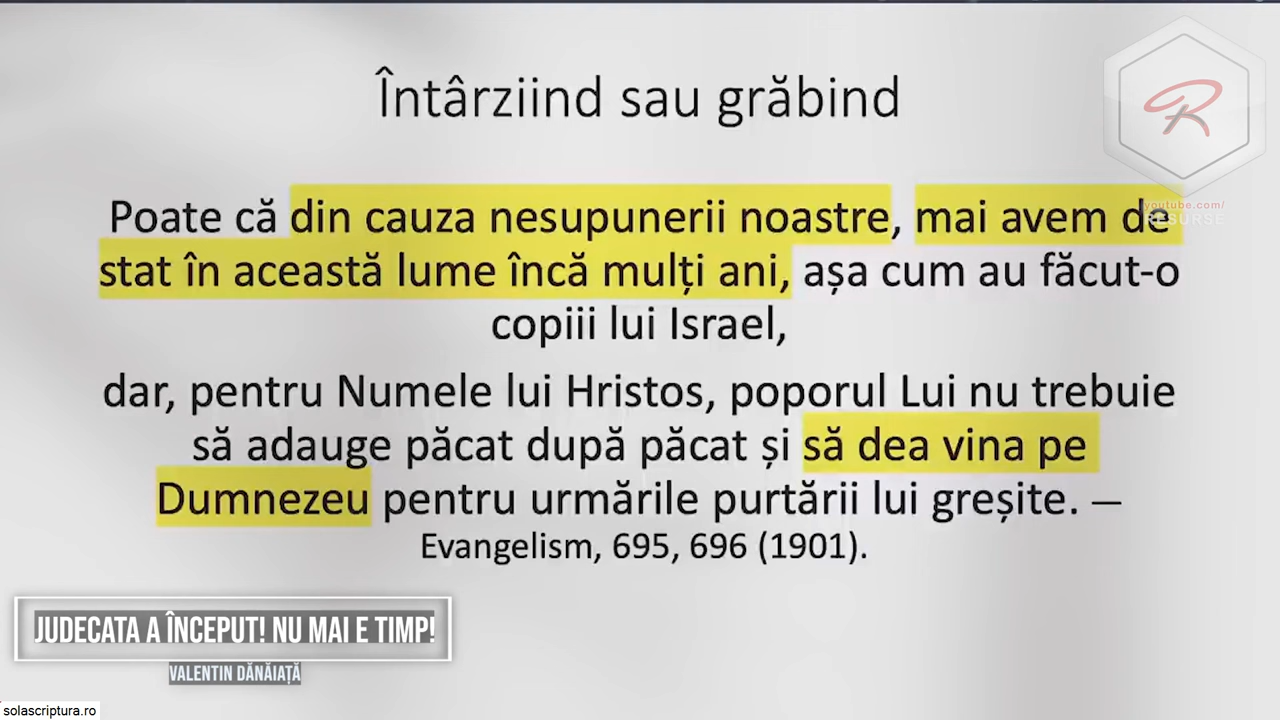 Întârziind sau grăbind
Poate că din cauza nesupunerii noastre, mai avem de
youtube.com/
RESURSE
stat în această lume încă mulți ani, așa cum au făcut-o
copiii lui Israel,
dar, pentru Numele lui Hristos, poporul Lui nu trebuie
să adauge păcat după păcat și să dea vina pe
Dumnezeu pentru urmările purtării lui greșite. —
Evangelism, 695, 696 (1901).
JUDECATA A ÎNCEPUT! NU MAI E TIMP!
VALENTIN DĂNĂIAȚĂ
solascriptura.ro